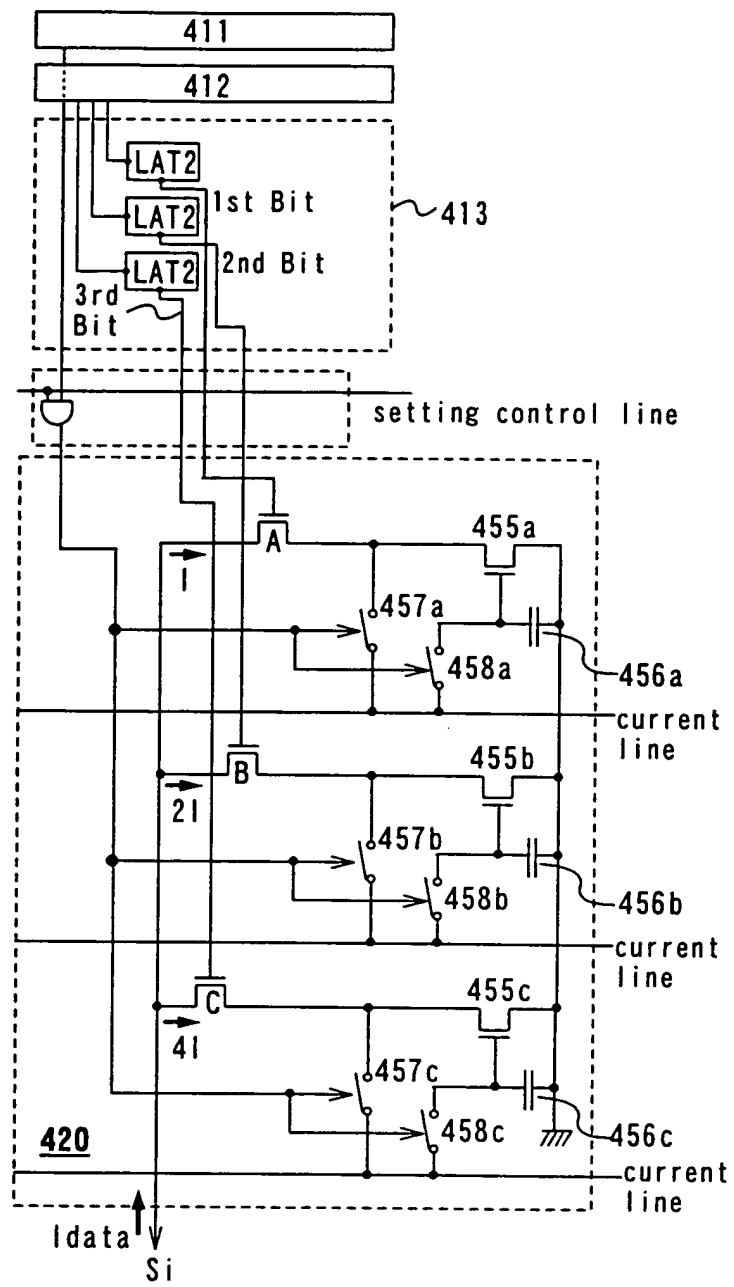 411
412
LAT2
1st Bit
LAT2
413
2nd Bit
LAT2
3rd
Bit
setting control line
455a
A
I
457a
458a
456a
current
line
455b
B
2I
457b
458b
456b
current
line
455c
C
4I
457c
458c
456c
420
current
line
Idata
Si